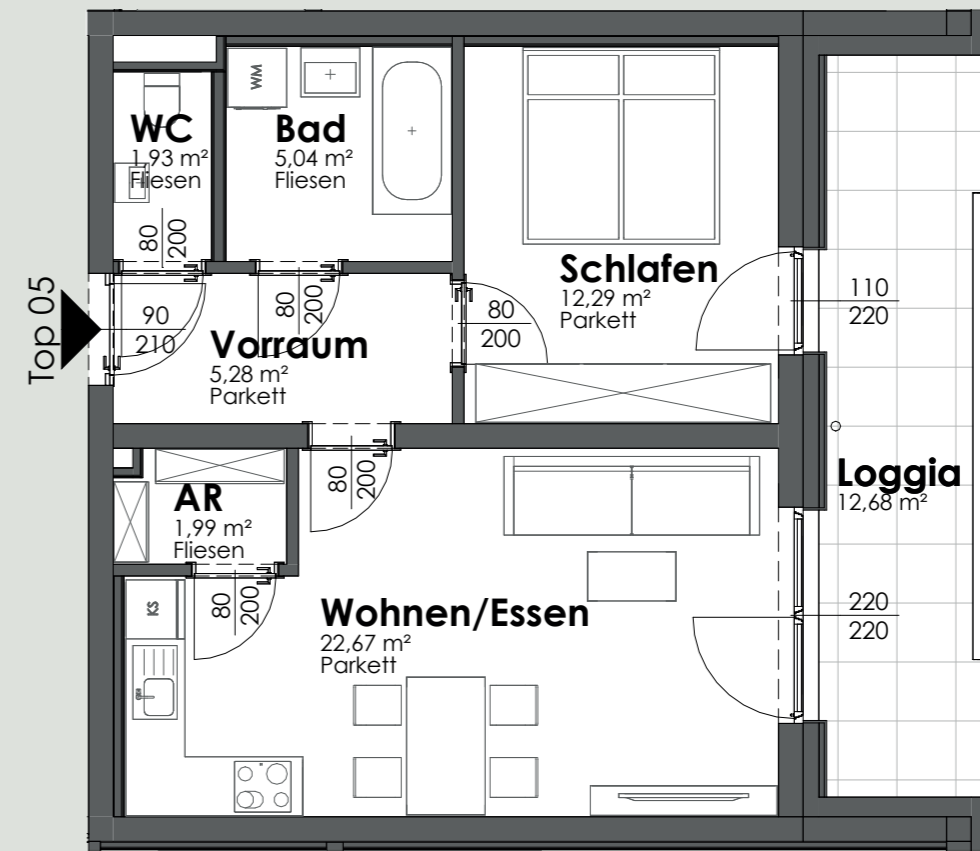 WC
1,93 m²
Fliesen
80
200
WM
Bad
5,04 m²
Fliesen
80
200
Schlafen
12,29 m²
Parkett
80
200
110
220
Top 05
90
210
Vorraum
5,28 m²
Parkett
80
200
AR
1,99 m²
Fliesen
80
200
Loggia
12,68 m²
KS
Wohnen/Essen
22,67 m²
Parkett
220
220